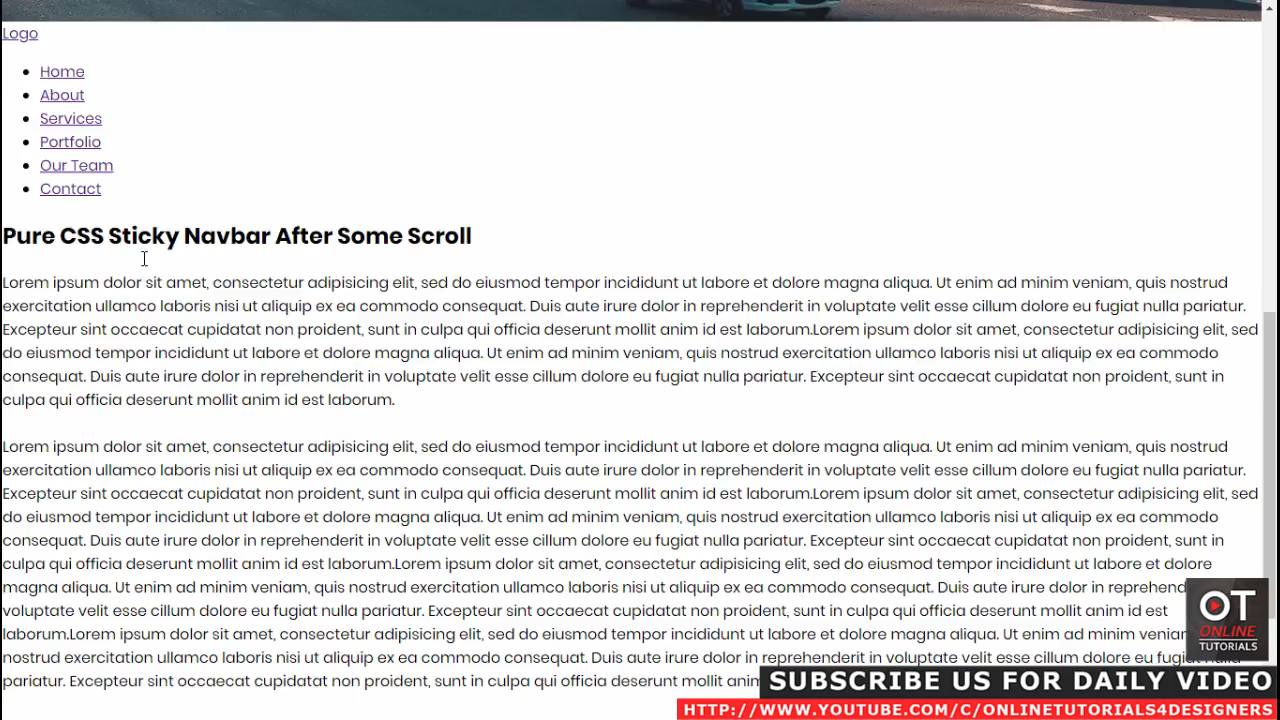 Logo
Home
About
Services
Portfolio
Our Team
Contact
Pure CSS Sticky Navbar After Some Scroll
Lorem ipsum dolor sit amet, consectetur adipisicing elit, sed do eiusmod tempor incididunt ut labore et dolore magna aliqua. Ut enim ad minim veniam, quis nostrud
exercitation ullamco laboris nisi ut aliquip ex ea commodo consequat. Duis aute irure dolor in reprehenderit in voluptate velit esse cillum dolore eu fugiat nulla pariatur.
Excepteur sint occaecat cupidatat non proident, sunt in culpa qui officia deserunt mollit anim id est laborum.Lorem ipsum dolor sit amet, consectetur adipisicing elit, sed
do eiusmod tempor incididunt ut labore et dolore magna aliqua. Ut enim ad minim veniam, quis nostrud exercitation ullamco laboris nisi ut aliquip ex ea commodo
consequat. Duis aute irure dolor in reprehenderit in voluptate velit esse cillum dolore eu fugiat nulla pariatur. Excepteur sint occaecat cupidatat non proident, sunt in
culpa qui officia deserunt mollit anim id est laborum.
Lorem ipsum dolor sit amet, consectetur adipisicing elit, sed do eiusmod tempor incididunt ut labore et dolore magna aliqua. Ut enim ad minim veniam, quis nostrud
exercitation ullamco laboris nisi ut aliquip ex ea commodo consequat. Duis aute irure dolor in reprehenderit in voluptate velit esse cillum dolore eu fugiat nulla pariatur.
Excepteur sint occaecat cupidatat non proident, sunt in culpa qui officia deserunt mollit anim id est laborum.Lorem ipsum dolor sit amet, consectetur adipisicing elit, sed
do eiusmod tempor incididunt ut labore et dolore magna aliqua. Ut enim ad minim veniam, quis nostrud exercitation ullamco laboris nisi ut aliquip ex ea commodo
consequat. Duis aute irure dolor in reprehenderit in voluptate velit esse cillum dolore eu fugiat nulla pariatur. Excepteur sint occaecat cupidatat non proident, sunt in
culpa qui officia deserunt mollit anim id est laborum.Lorem ipsum dolor sit amet, consectetur adipisicing elit, sed do eiusmod tempor incididunt ut labore et dolore
magna aliqua. Ut enim ad minim veniam, quis nostrud exercitation ullamco laboris nisi ut aliquip ex ea commodo consequat. Duis aute irure dolor in reprehend
voluptate velit esse cillum dolore eu fugiat nulla pariatur. Excepteur sint occaecat cupidatat non proident, sunt in culpa qui officia deserunt mollit anim id est
laborum.Lorem ipsum dolor sit amet, consectetur adipisicing elit, sed do eiusmod tempor incididunt ut labore et dolore magna aliqua. Ut enim ad minim veniam
nostrud exercitation ullamco laboris nisi ut aliquip ex ea commodo consequat. Duis aute irure dolor in reprehenderit in voluptate velit esse cillum dolore eu fugiat nulla
pariatur. Excepteur sint occaecat cupidatat non proident, sunt in culpa qui officia deserunt mollit anim
OT
ONLINE
TUTORIALS
SUBSCRIBE US FOR DAILY VIDEO
HTTP://WWW.YOUTUBE.COM/C/ONLINETUTORIALS4DESIGNERS